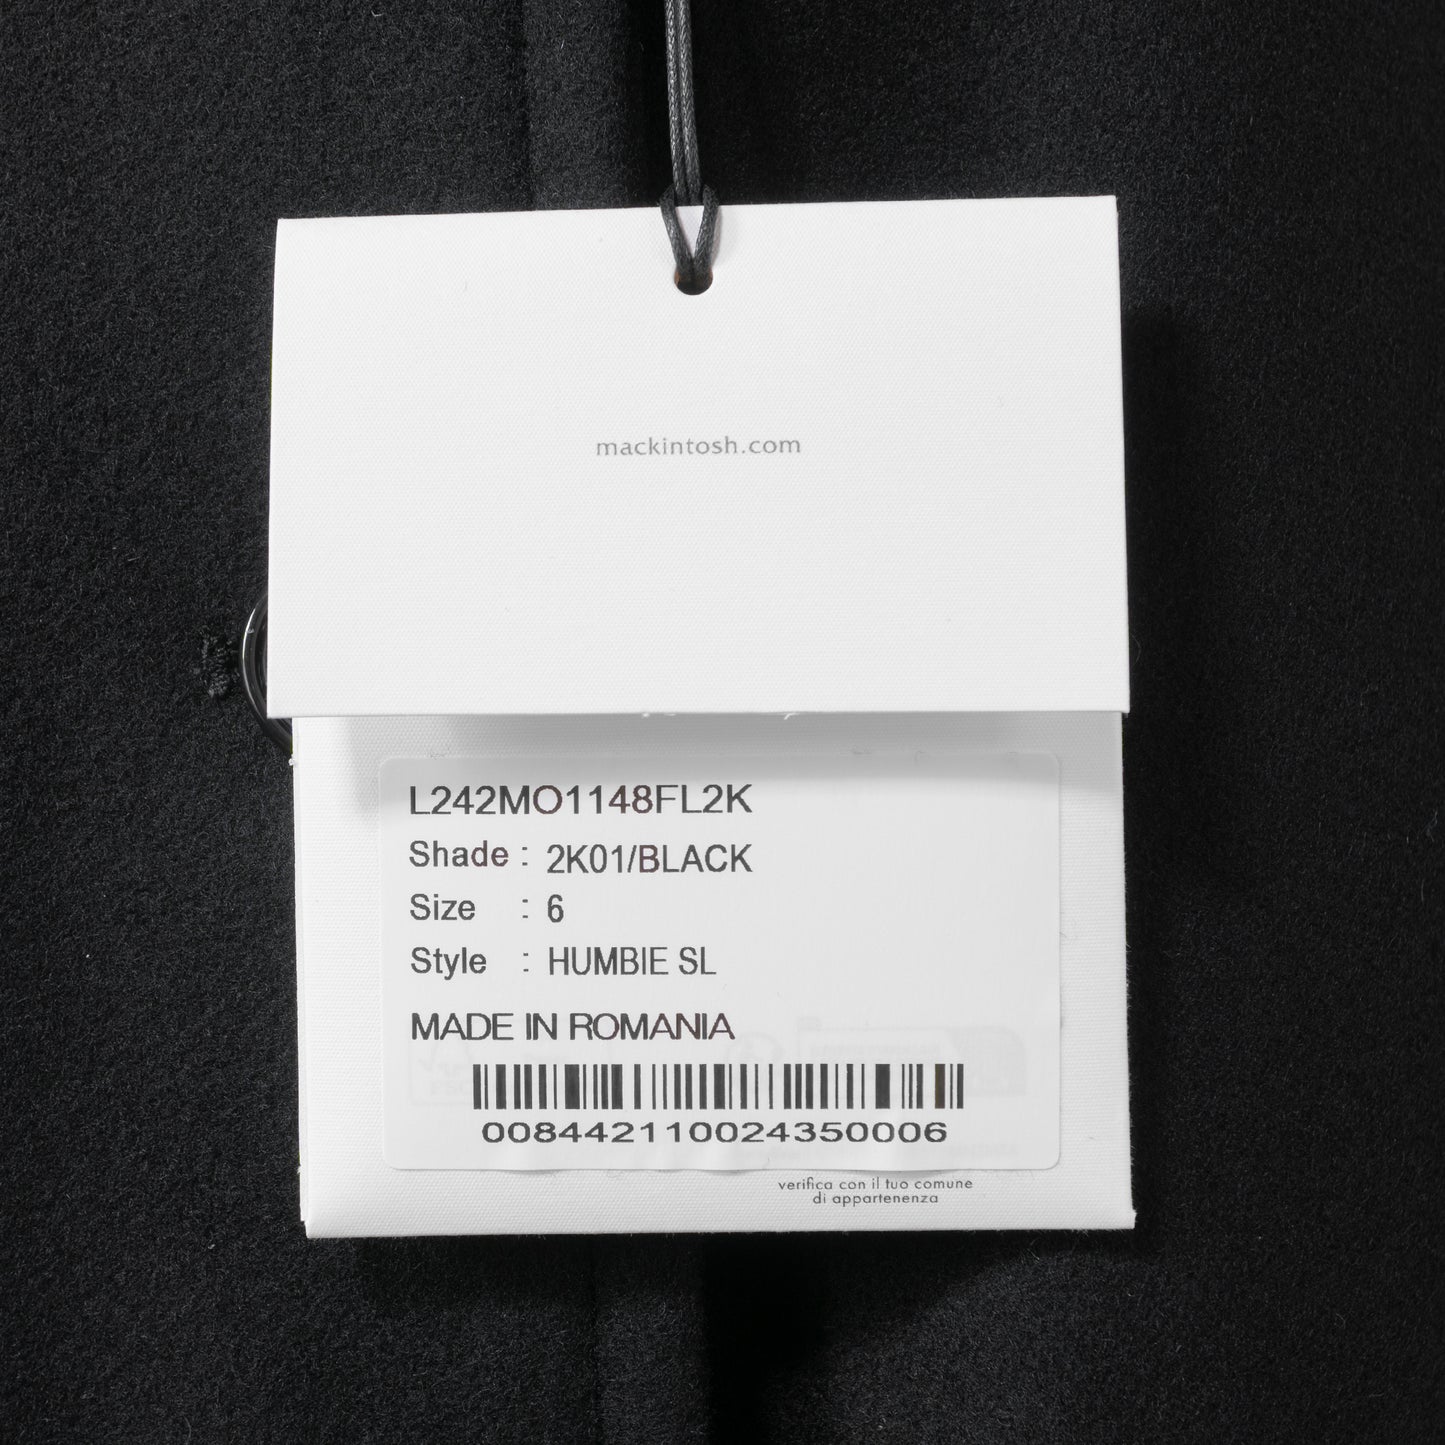 mackintosh.com
L242MO1148FL2K
Shade : 2K01/BLACK
Size : 6
Style : HUMBIE SL
MADE IN ROMANIA
008442110024350006
verifica con il tuo comune
di appartenenza